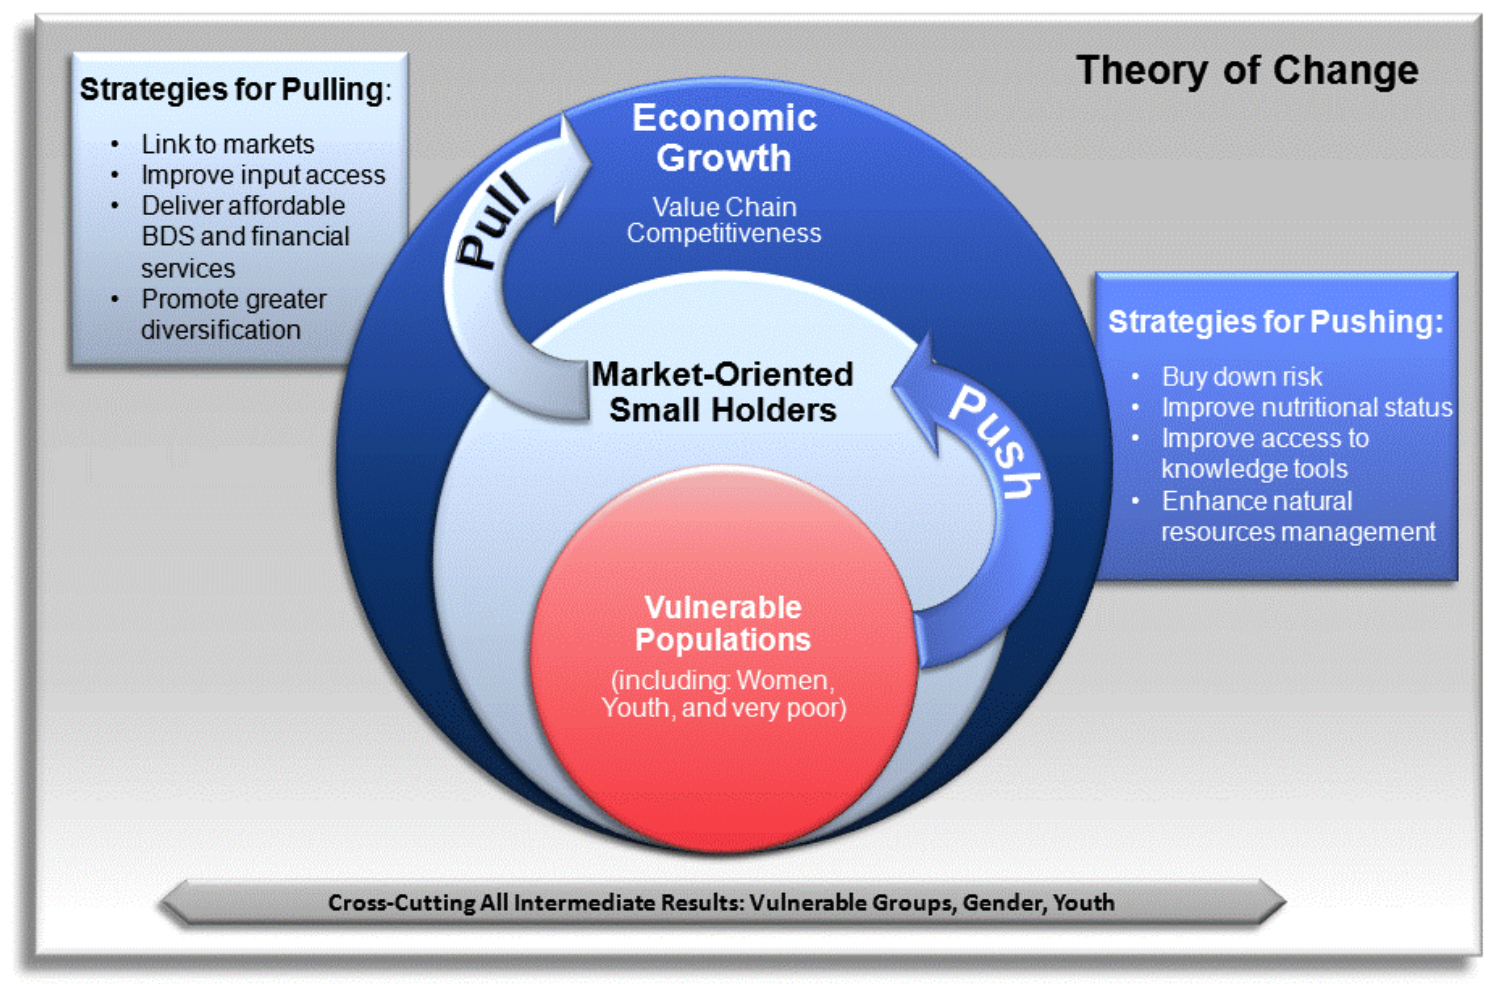 Theory of Change
Strategies for Pulling:
• Link to markets
• Improve input access
• Deliver affordable
BDS and financial
services
• Promote greater
diversification
Economic
Growth
Value Chain
Competitiveness
Pull
Market-Oriented
Small Holders
Push
Vulnerable
Populations
(including: Women,
Youth, and very poor)
Strategies for Pushing:
• Buy down risk
• Improve nutritional status
• Improve access to
knowledge tools
• Enhance natural
resources management
Cross-Cutting All Intermediate Results: Vulnerable Groups, Gender, Youth